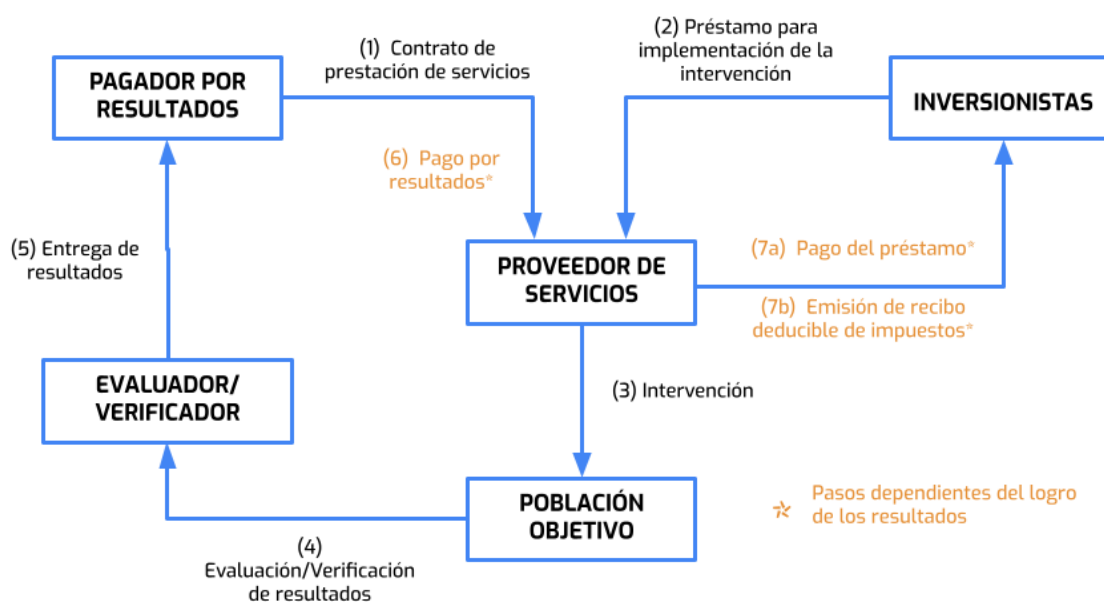 (1) Contrato de
prestación de servicios
(2) Préstamo para
implementación de la
intervención
PAGADOR POR
RESULTADOS
INVERSIONISTAS
(6) Pago por
resultados*
(5) Entrega de
resultados
PROVEEDOR DE
SERVICIOS
(7a) Pago del préstamo*
(7b) Emisión de recibo
deducible de impuestos*
EVALUADOR/
VERIFICADOR
(3) Intervención
POBLACIÓN
OBJETIVO
* Pasos dependientes del logro
de los resultados
(4)
Evaluación/Verificación
de resultados